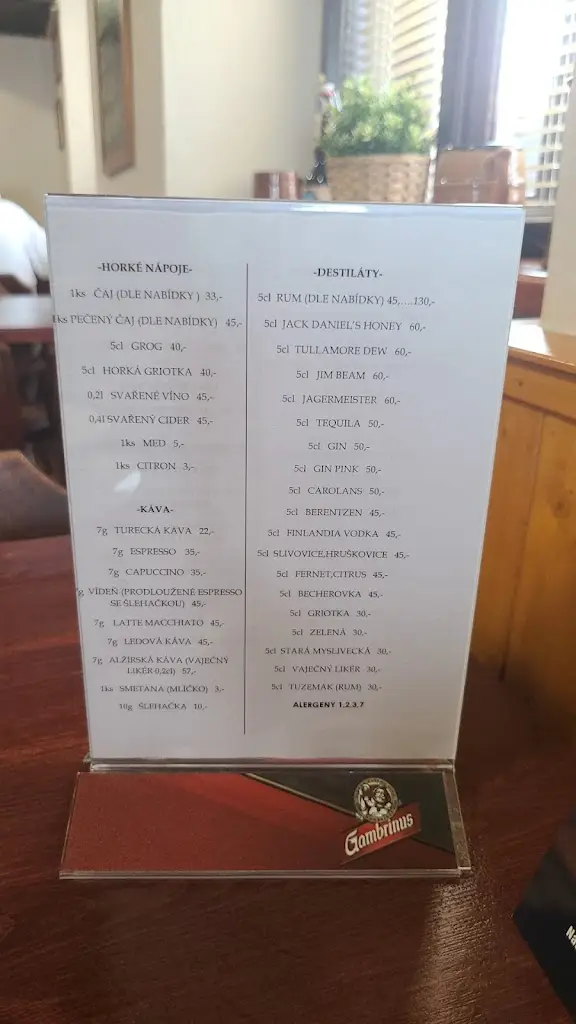 -HORKÉ NÁPOJE-
1ks ČAJ (DLE NABÍDKY ) 33,-
1ks PEČENÝ ČAJ (DLE NABÍDKY) 45,-
5cl GROG 40,-
5cl HORKÁ GRIOTKA 40,-
0,2l SVAŘENÉ VÍNO 45,-
0,4l SVAŘENÝ CIDER 45,-
1ks MED 5,-
1ks CITRON 3,-
-KÁVA-
7g TURECKÁ KÁVA 22,-
7g ESPRESSO 35,-
7g CAPUCCINO 35,-
g VÍDEŇ (PRODLOUŽENÉ ESPRESSO
SE ŠLEHAČKOU) 45,-
7g LATTE MACCHIATO 45,-
7g LEDOVÁ KÁVA 45,-
7g ALŽÍRSKÁ KÁVA (VAJEČNÝ
LIKÉR 0,2cl) 57,-
1ks SMETANA (MLÍČKO) 3,-
10g ŠLEHAČKA 10,-
-DESTILÁTY-
5cl RUM (DLE NABÍDKY) 45,....130,-
5cl JACK DANIEL'S HONEY 60,-
5cl TULLAMORE DEW 60,-
5cl JIM BEAM 60,-
5cl JAGERMEISTER 60,-
5cl TEQUILA 50,-
5cl GIN 50,-
5cl GIN PINK 50,-
5cl CAROLANS 50,-
5cl BERENTZEN 45,-
5cl FINLANDIA VODKA 45,-
5cl SLIVOVICE,HRUŠKOVICE 45,-
5cl FERNET,CITRUS 45,-
5cl BECHEROVKA 45,-
5cl GRIOTKA 30,-
5cl ZELENÁ 30,-
5cl STARÁ MYSLIVECKÁ 30,-
5cl VAJEČNÝ LIKÉR 30,-
5cl TUZEMÁK (RUM) 30,-
ALERGENY 1,2,3,7
Gambrinus